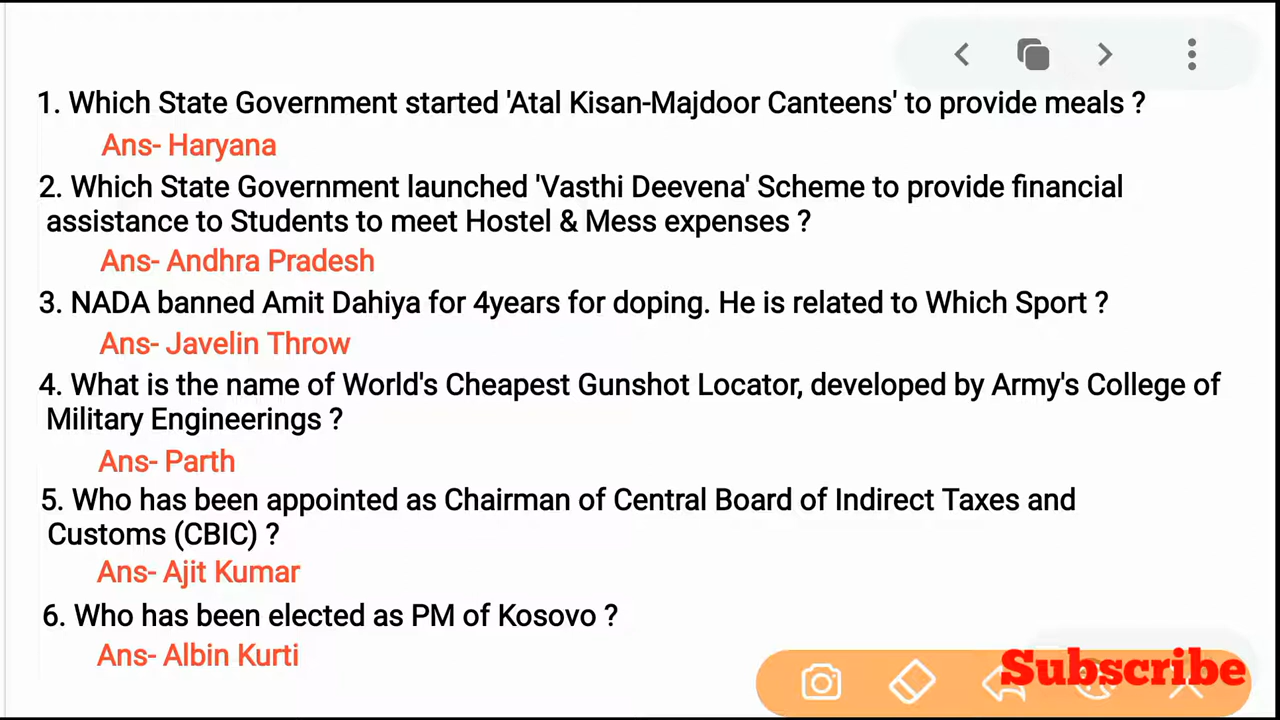 1. Which State Government started 'Atal Kisan-Majdoor Canteens' to provide meals ?
Ans- Haryana
2. Which State Government launched 'Vasthi Deevena' Scheme to provide financial
assistance to Students to meet Hostel & Mess expenses ?
Ans- Andhra Pradesh
3. NADA banned Amit Dahiya for 4years for doping. He is related to Which Sport ?
Ans- Javelin Throw
4. What is the name of World's Cheapest Gunshot Locator, developed by Army's College of
Military Engineerings ?
Ans- Parth
5. Who has been appointed as Chairman of Central Board of Indirect Taxes and
Customs (CBIC) ?
Ans- Ajit Kumar
6. Who has been elected as PM of Kosovo ?
Ans- Albin Kurti
Subscribe